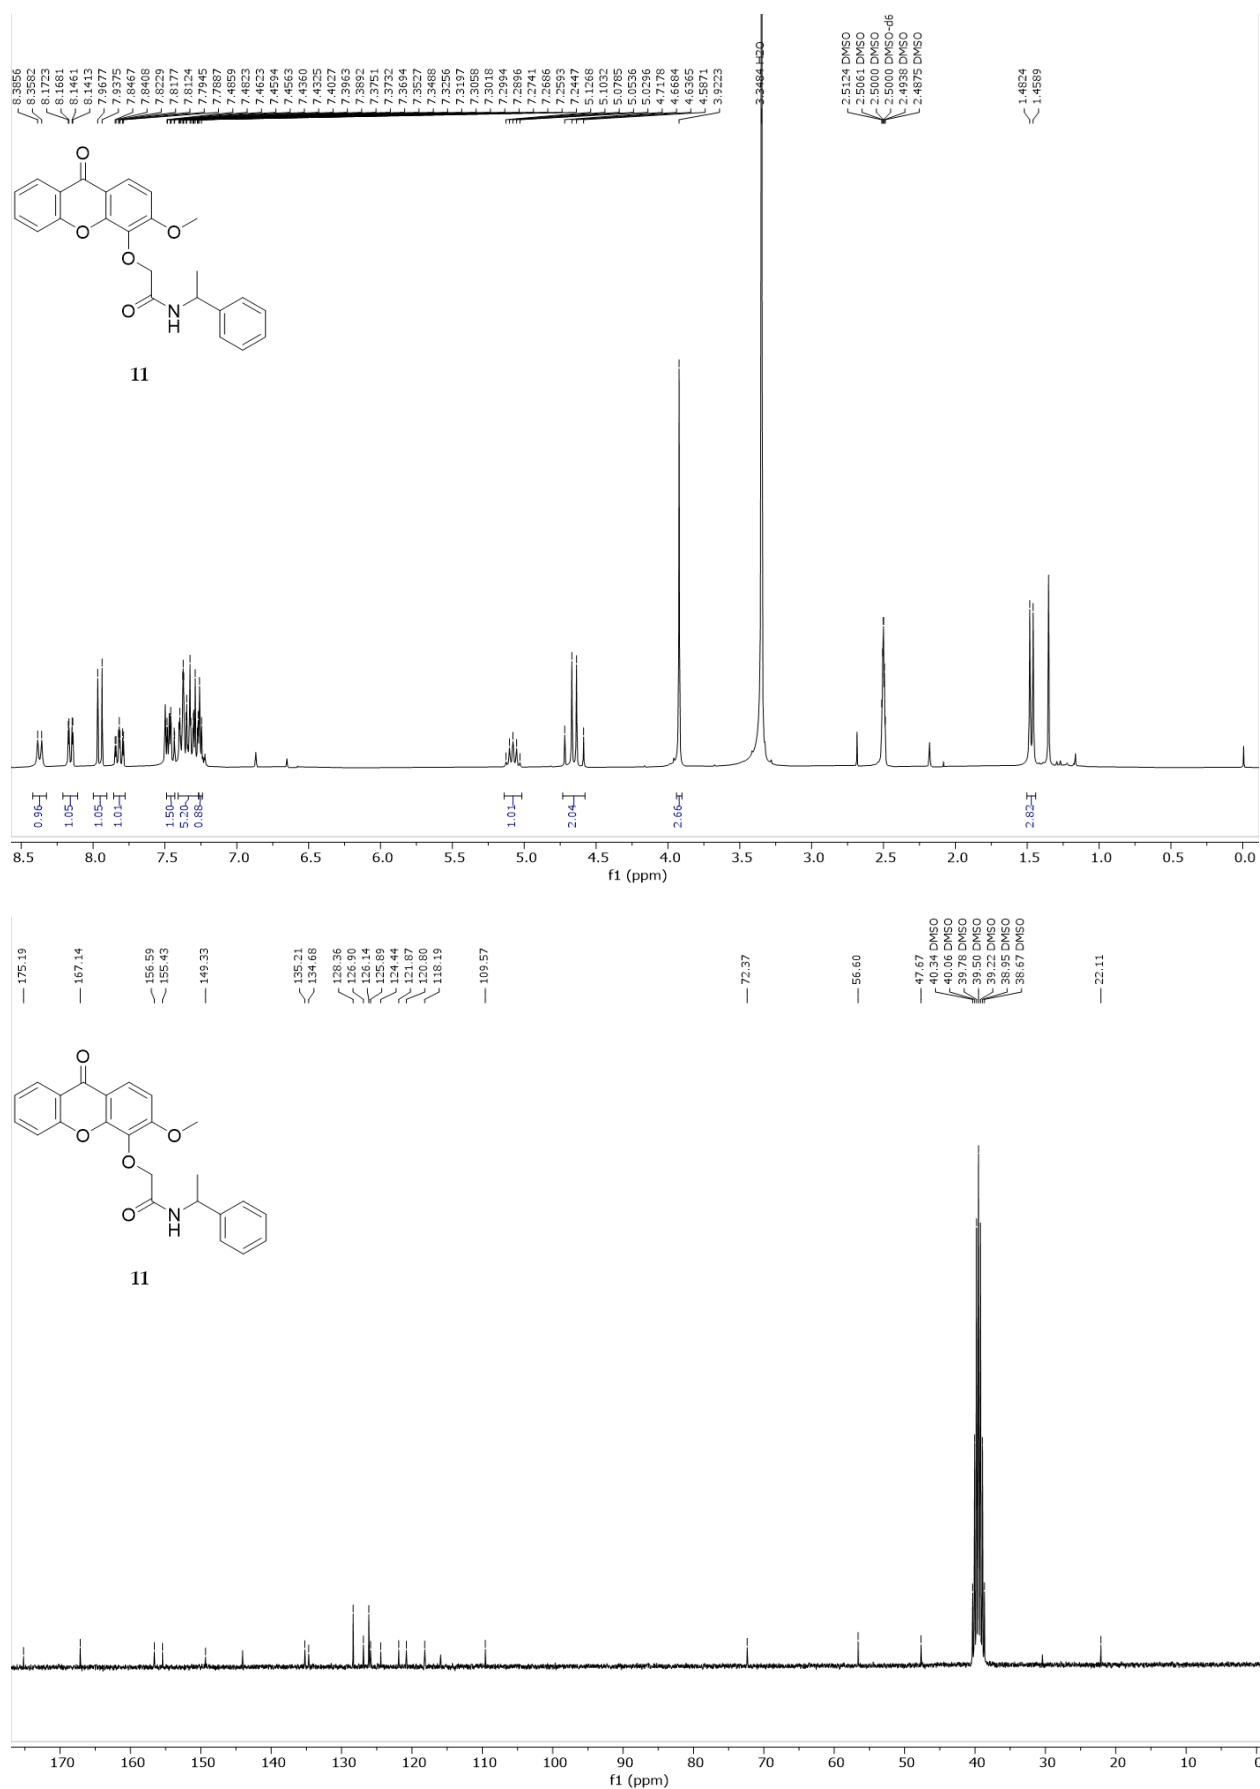 8.3856
8.3582
8.1723
8.1681
8.1461
8.1413
7.9677
7.9375
7.8467
7.8408
7.8229
7.8177
7.8124
7.7945
7.7887
7.4859
7.4823
7.4623
7.4594
7.4563
7.4360
7.4325
7.4027
7.3963
7.3892
7.3751
7.3732
7.3694
7.3527
7.3488
7.3256
7.3197
7.3058
7.3018
7.2994
7.2896
7.2741
7.2686
7.2593
7.2447
5.1268
5.1032
5.0785
5.0536
5.0296
4.7178
4.6684
4.6365
4.5871
3.9223
3.3484 H2O
2.5124 DMSO
2.5061 DMSO
2.5000 DMSO
2.5000 DMSO-d6
2.4938 DMSO
2.4875 DMSO
1.4824
1.4589
O
O
O
O
O
N
H
11
0.96
1.05
1.05
1.01
1.50
5.20
0.88
1.01
2.04
2.66
2.82
8.5 8.0 7.5 7.0 6.5 6.0 5.5 5.0 4.5 4.0 3.5 3.0 2.5 2.0 1.5 1.0 0.5 0.0
f1 (ppm)
175.19
167.14
156.59
155.43
149.33
135.21
134.68
128.36
126.90
126.14
125.89
124.44
121.87
120.80
118.19
109.57
72.37
56.60
47.67
40.34 DMSO
40.06 DMSO
39.78 DMSO
39.50 DMSO
39.22 DMSO
38.95 DMSO
38.67 DMSO
22.11
O
O
O
O
O
N
H
11
170 160 150 140 130 120 110 100 90 80 70 60 50 40 30 20 10 0
f1 (ppm)